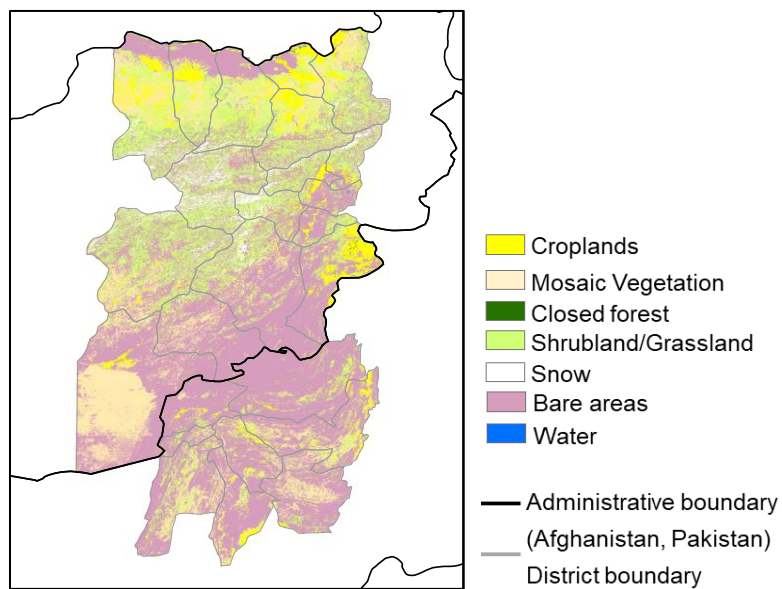 Croplands
Mosaic Vegetation
Closed forest
Shrubland/Grassland
Snow
Bare areas
Water
Administrative boundary
(Afghanistan, Pakistan)
District boundary